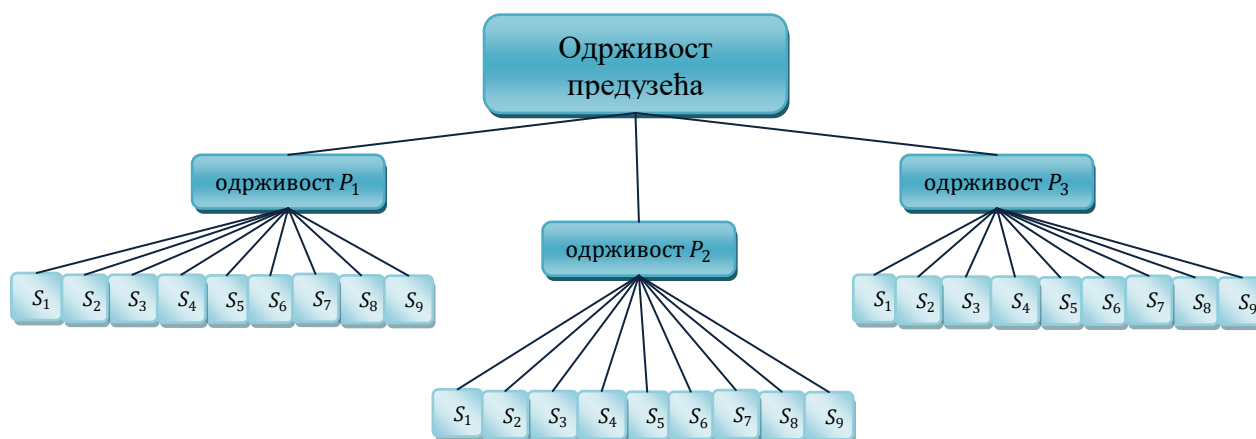 Одрживост
предузећа
одрживост P₁
одрживост P₃
одрживост P₂
S₁ S₂ S₃ S₄ S₅ S₆ S₇ S₈ S₉
S₁ S₂ S₃ S₄ S₅ S₆ S₇ S₈ S₉
S₁ S₂ S₃ S₄ S₅ S₆ S₇ S₈ S₉